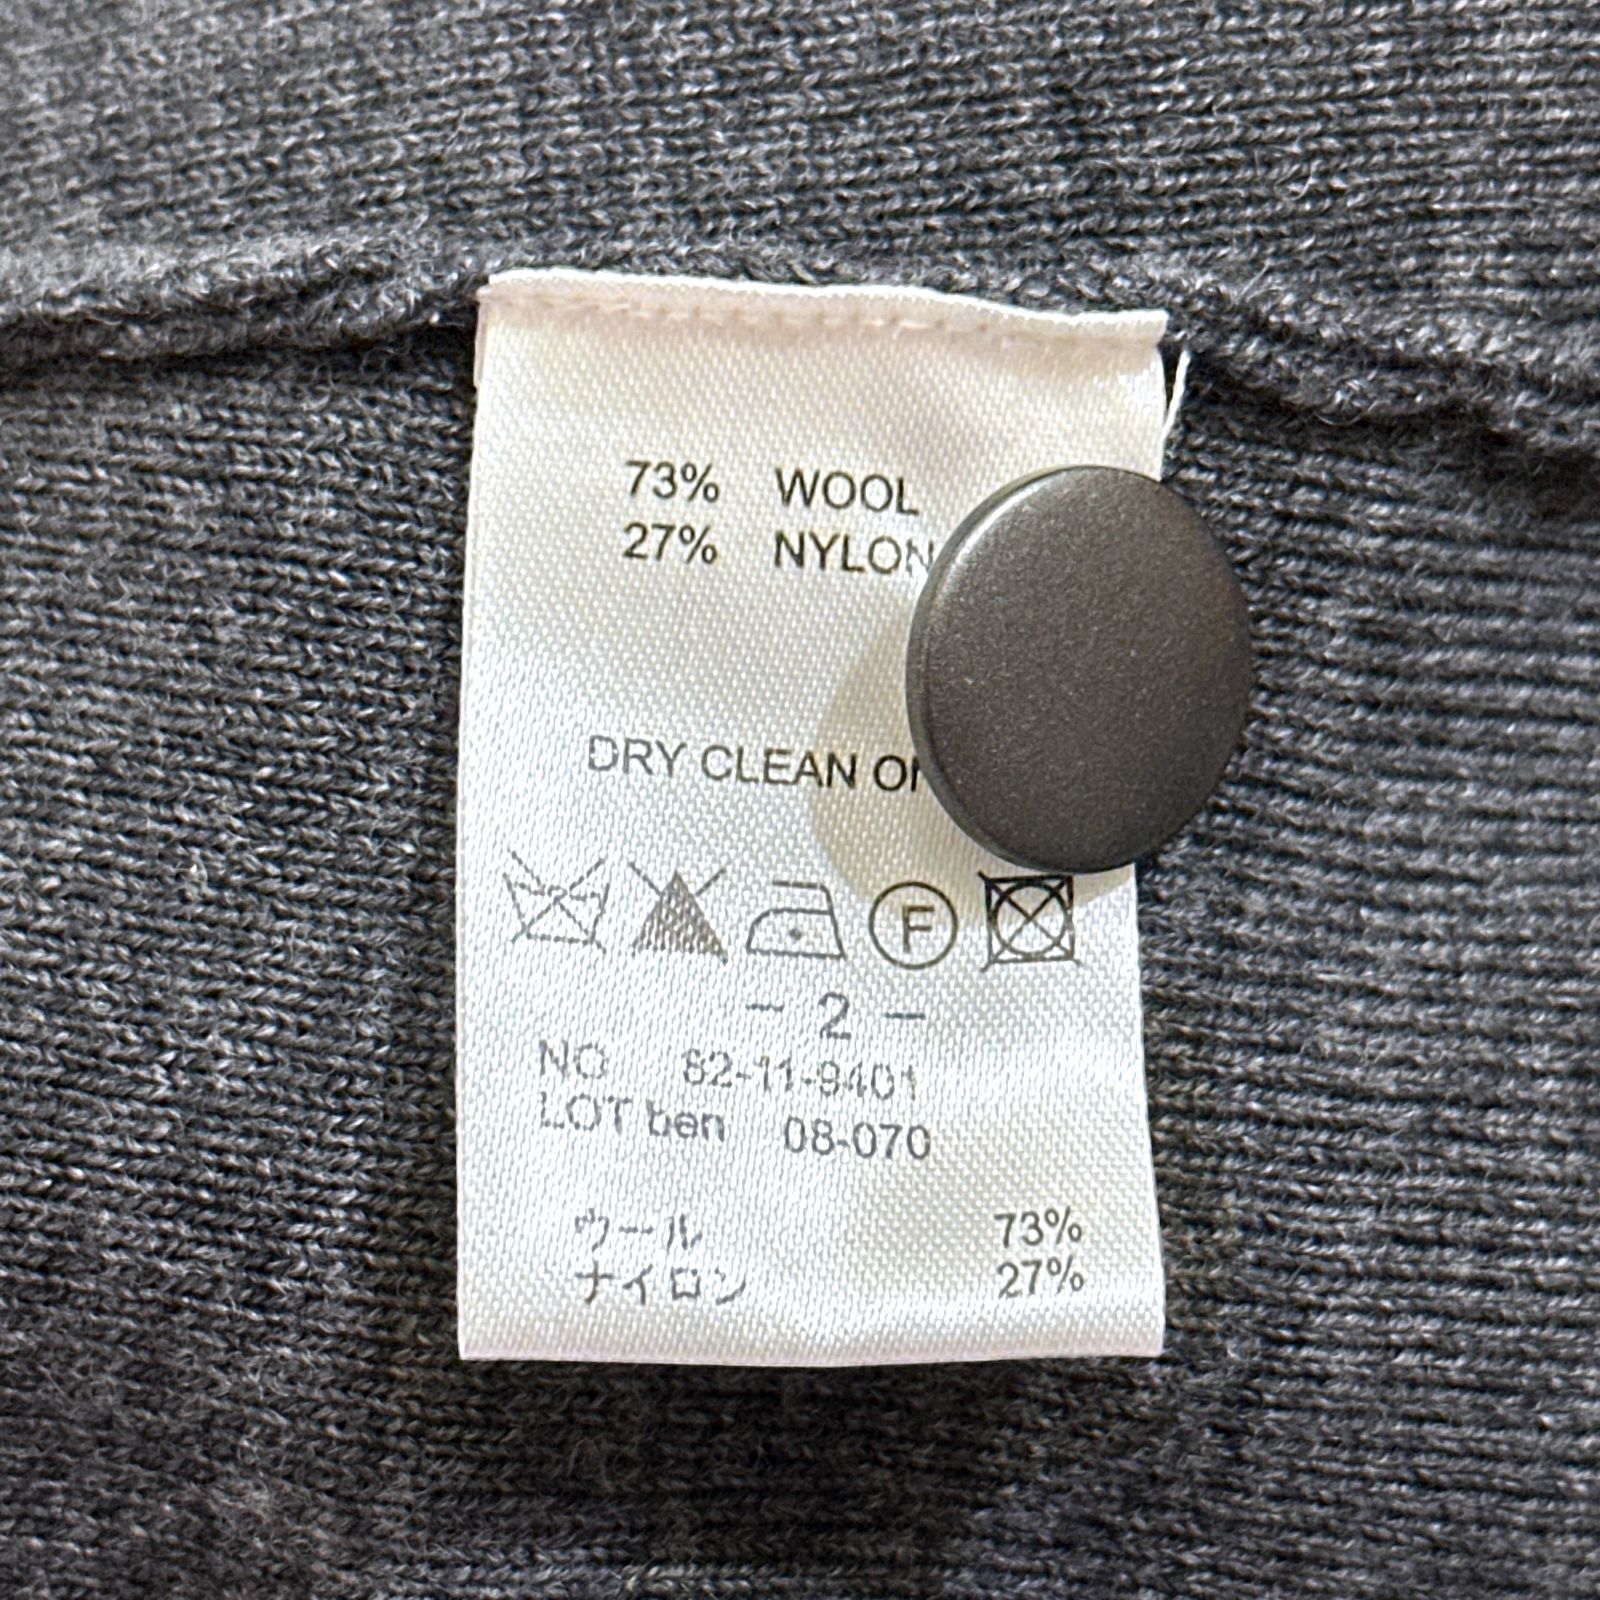 73% WOOL
27% NYLON
DRY CLEAN
F
- 2 -
NO 82-11-9401
LOT ben 08-070
ウール 73%
ナイロン 27%